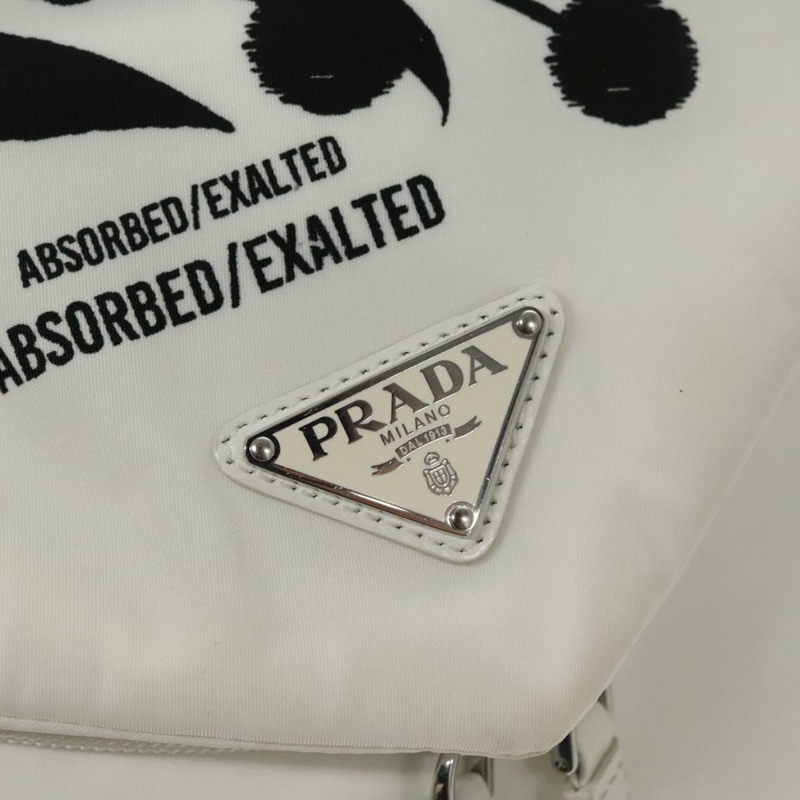 ABSORBED/EXALTED
ABSORBED/EXALTED
PRADA
MILANO
DAL 1913